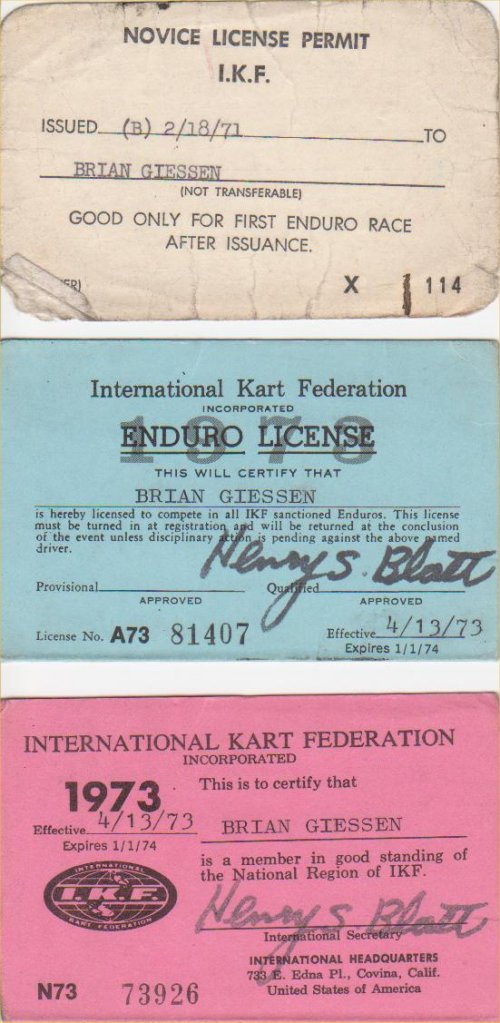 NOVICE LICENSE PERMIT
I.K.F.
ISSUED (B) 2/18/71 TO
BRIAN GIESSEN
(NOT TRANSFERABLE)
GOOD ONLY FOR FIRST ENDURO RACE
AFTER ISSUANCE.
X 114
International Kart Federation
INCORPORATED
1973
ENDURO LICENSE
THIS WILL CERTIFY THAT
BRIAN GIESSEN
is hereby licensed to compete in all IKF sanctioned Enduros. This license
must be turned in at registration and will be returned at the conclusion
of the event unless disciplinary action is pending against the above named
driver.
Henry S. Blatt
Provisional Qualified
APPROVED APPROVED
License No. A73 81407
Effective 4/13/73
Expires 1/1/74
INTERNATIONAL KART FEDERATION
INCORPORATED
1973
This is to certify that
Effective 4/13/73
BRIAN GIESSEN
Expires 1/1/74
is a member in good standing of
the National Region of IKF.
INTERNATIONAL
I.K.F.
KART FEDERATION
Henry S Blatt
International Secretary
INTERNATIONAL HEADQUARTERS
733 E. Edna Pl., Covina, Calif.
United States of America
N73 73926